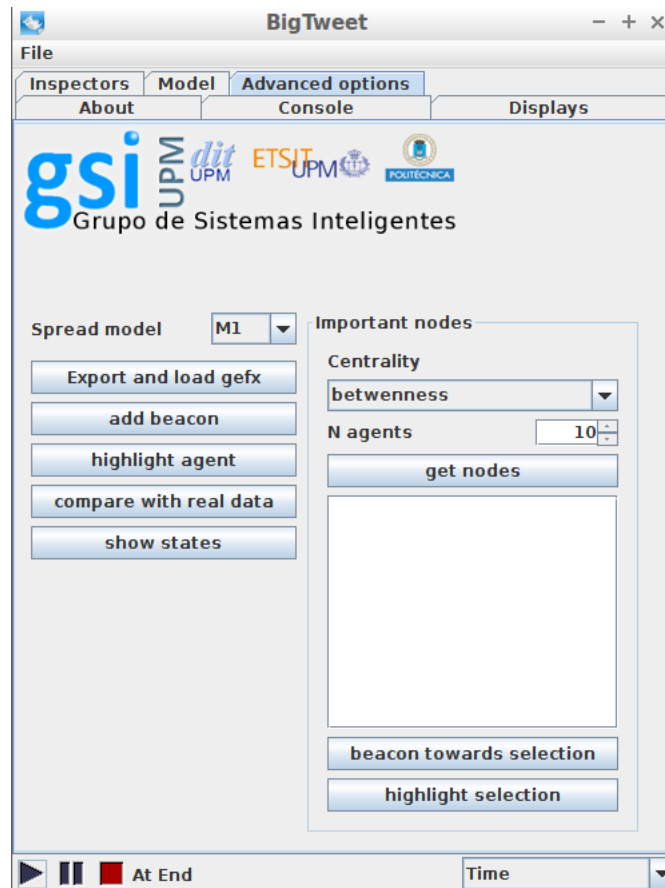 BigTweet
File
Inspectors Model Advanced options
About Console Displays
gsi UPM dit UPM ETSIT UPM POLITÉCNICA
Grupo de Sistemas Inteligentes
Spread model M1
Export and load gefx
add beacon
highlight agent
compare with real data
show states
Important nodes
Centrality
betwenness
N agents 10
get nodes
beacon towards selection
highlight selection
At End Time